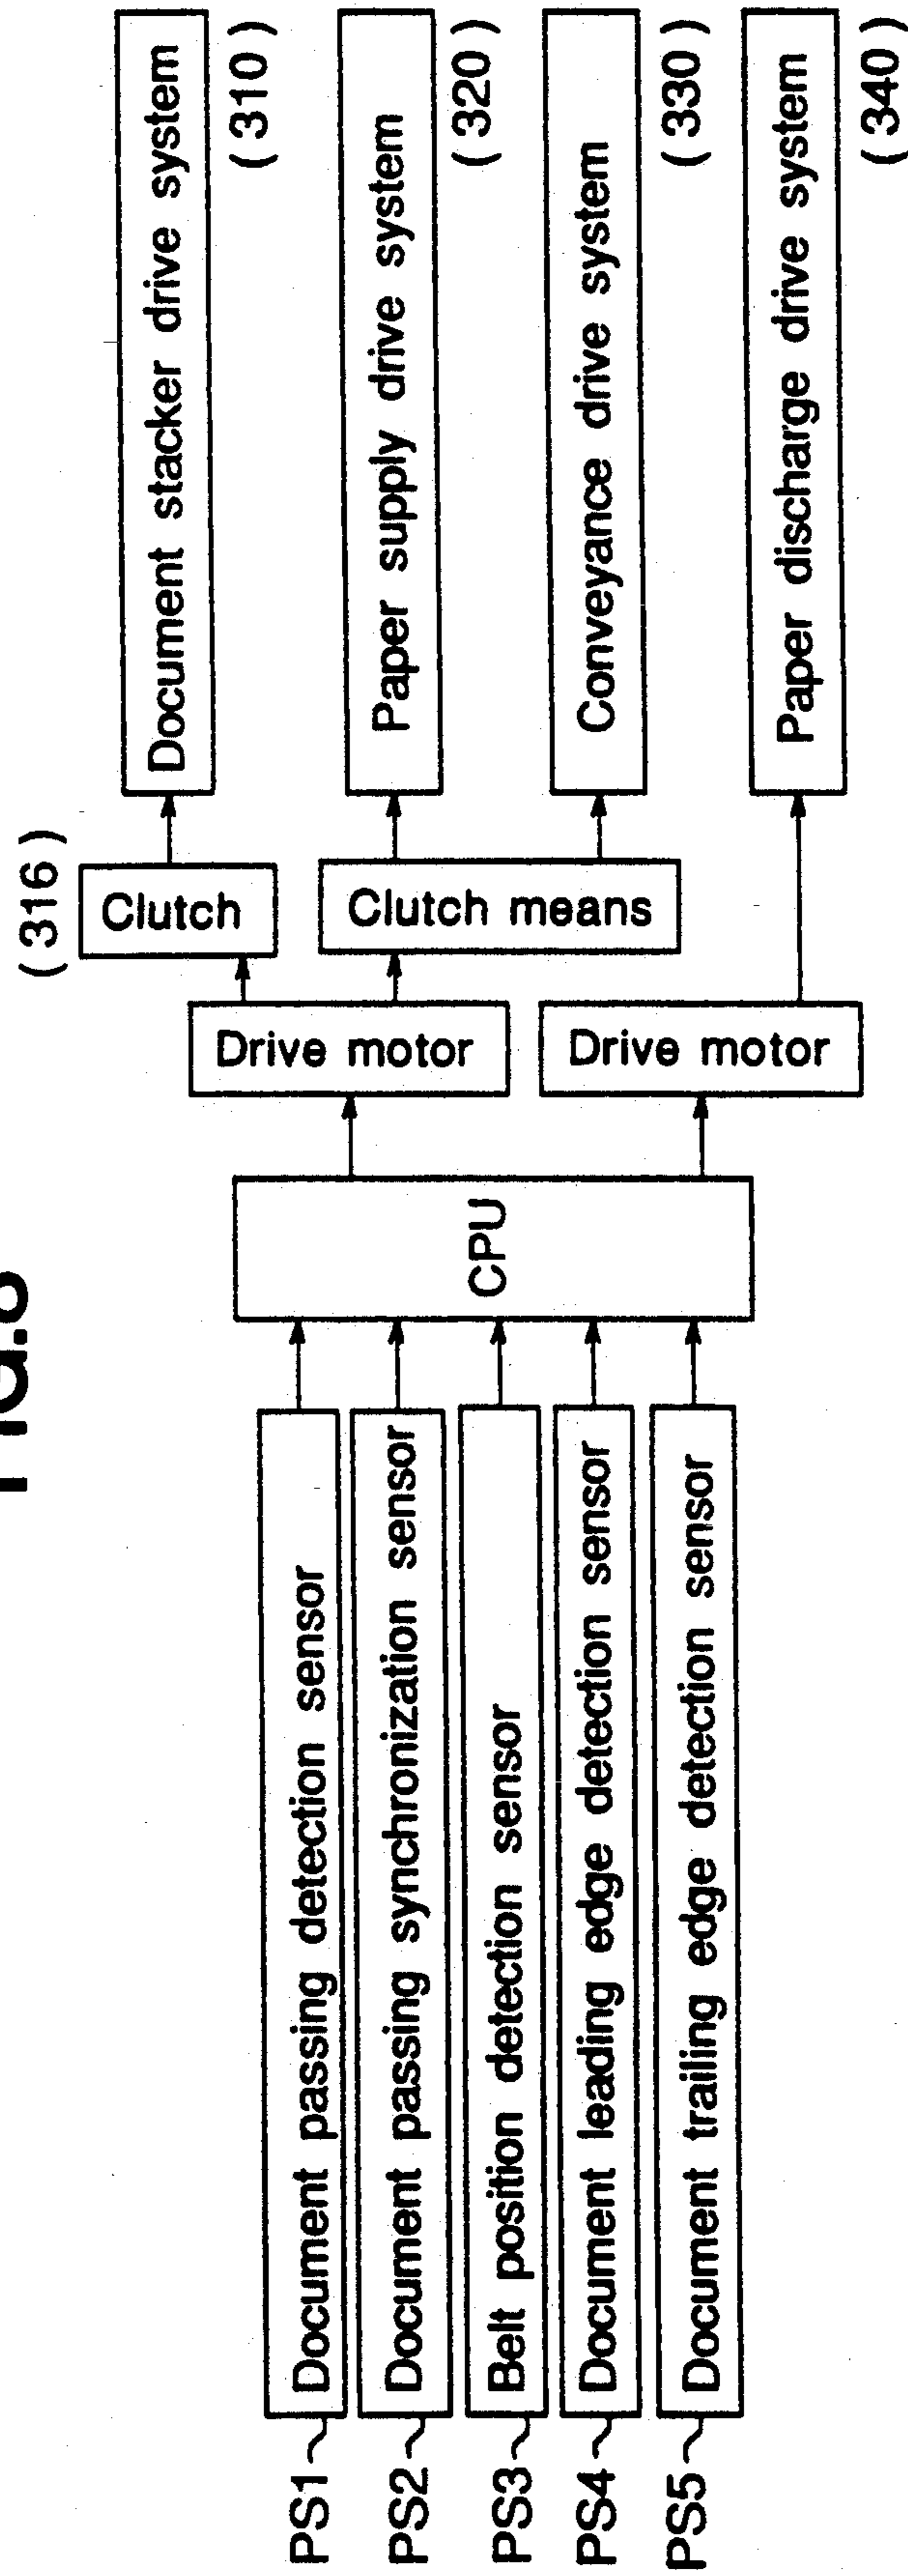 FIG.8
PS1
Document passing detection sensor
PS2
Document passing synchronization sensor
PS3
Belt position detection sensor
PS4
Document leading edge detection sensor
PS5
Document trailing edge detection sensor
CPU
Drive motor
Drive motor
(316)
Clutch
Clutch means
Document stacker drive system
(310)
Paper supply drive system
(320)
Conveyance drive system
(330)
Paper discharge drive system
(340)